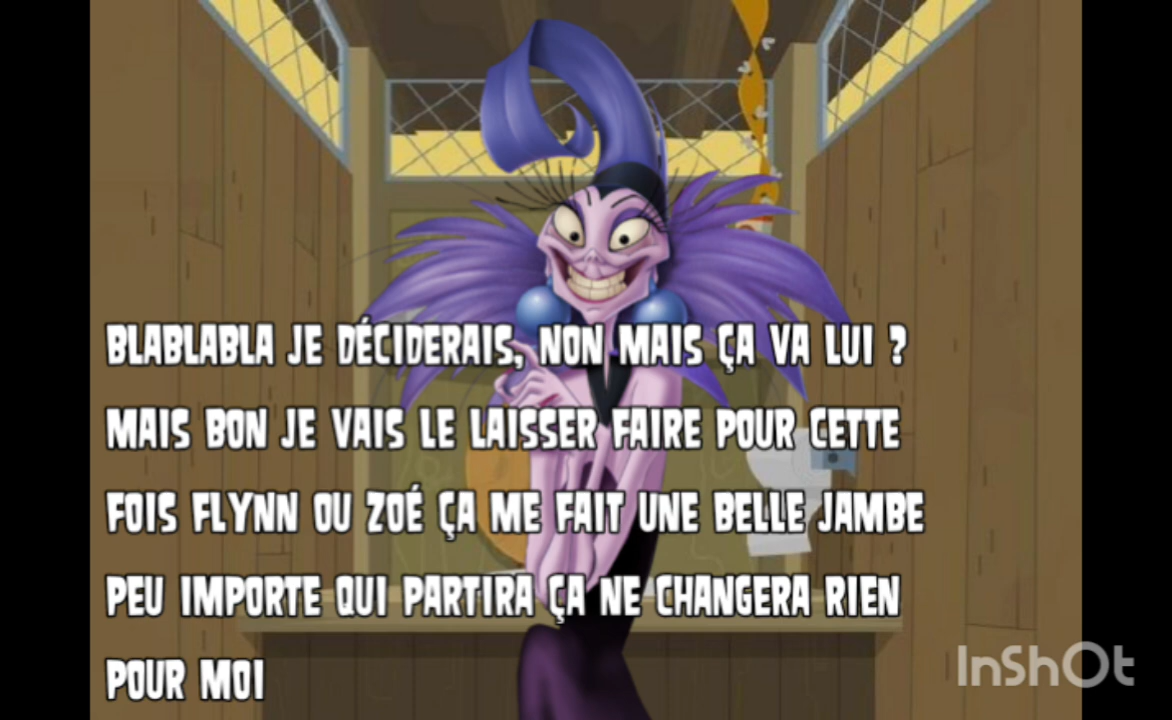 BLABLABLA JE DÉCIDERAIS, NON MAIS ÇA VA LUI ?
MAIS BON JE VAIS LE LAISSER FAIRE POUR CETTE
FOIS FLYNN OU ZOÉ ÇA ME FAIT UNE BELLE JAMBE
PEU IMPORTE QUI PARTIRA ÇA NE CHANGERA RIEN
POUR MOI
InShOt